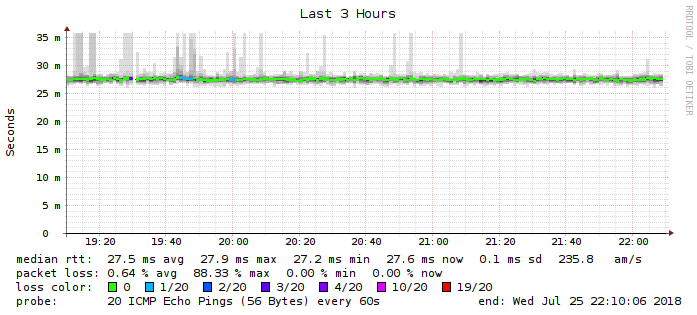 Last 3 Hours
RRDTOOL / TOBI OETIKER
Seconds
35 m
30 m
25 m
20 m
15 m
10 m
5 m
0
19:20 19:40 20:00 20:20 20:40 21:00 21:20 21:40 22:00
median rtt: 27.5 ms avg 27.9 ms max 27.2 ms min 27.6 ms now 0.1 ms sd 235.8 am/s
packet loss: 0.64 % avg 88.33 % max 0.00 % min 0.00 % now
loss color: 0 1/20 2/20 3/20 4/20 10/20 19/20
probe: 20 ICMP Echo Pings (56 Bytes) every 60s end: Wed Jul 25 22:10:06 2018